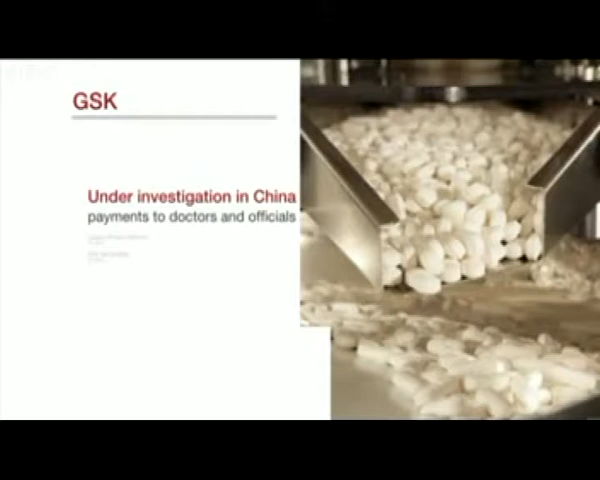 GSK
Under investigation in China
payments to doctors and officials